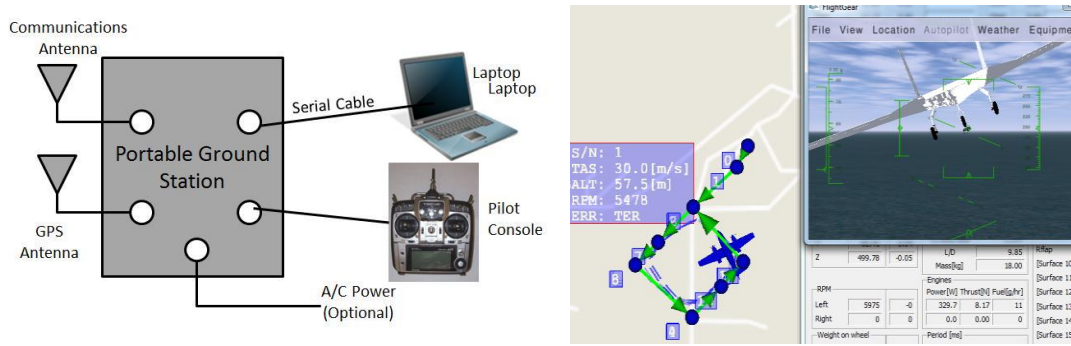 Communications
Antenna
Laptop
Laptop
Serial Cable
Portable Ground
Station
Pilot
Console
GPS
Antenna
A/C Power
(Optional)
FlightGear
File View Location Autopilot Weather Equipme
S/N: 1
TAS: 30.0[m/s]
ALT: 57.5[m]
RPM: 5478
ERR: TER
0
1
8
9
Z 499.78 -0.05
L/D 9.85
Mass[kg] 18.00
Rflap
[Surface 10
[Surface 11
[Surface 12
[Surface 13
[Surface 14
[Surface 15
RPM
Left 5975 -0
Right 0 0
Engines
Power[W] Thrust[N] Fuel[g/hr]
329.7 8.17 11
0.0 0.00 0
Weight on wheel
Period [ms]